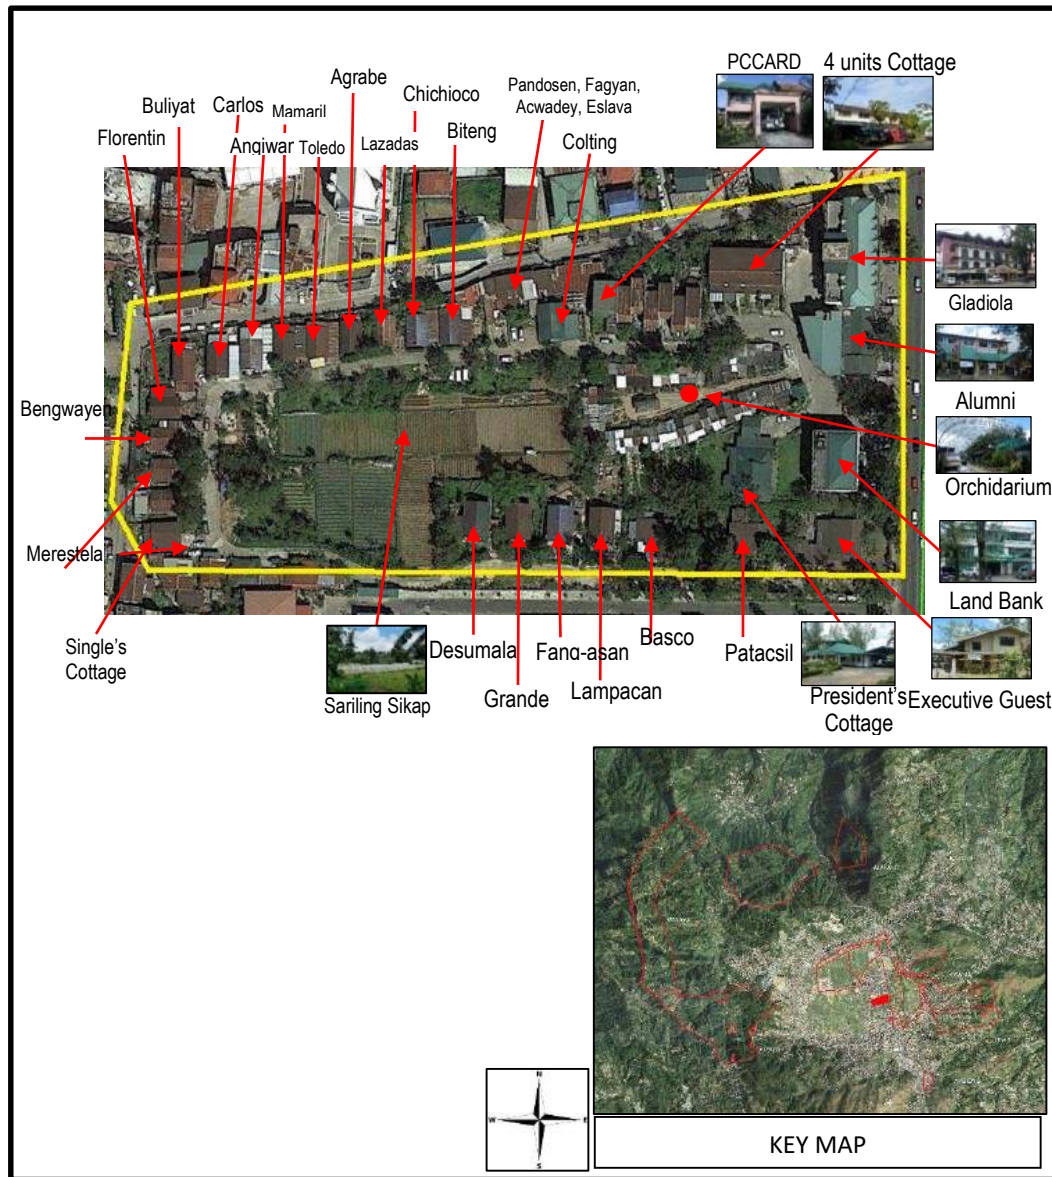 PCCARD
4 units Cottage
Agrabe
Chichioco
Pandosen, Fagyan,
Acwadey, Eslava
Buliyat
Carlos
Mamaril
Biteng
Florentin
Angiwar
Toledo
Lazadas
Colting
Gladiola
Alumni
Bengwayen
Orchidarium
Merestela
Land Bank
Single's
Cottage
Sariling Sikap
Desumala
Grande
Fang-asan
Lampacan
Basco
Patacsil
President's
Cottage
Executive Guest
N
W
E
S
KEY MAP